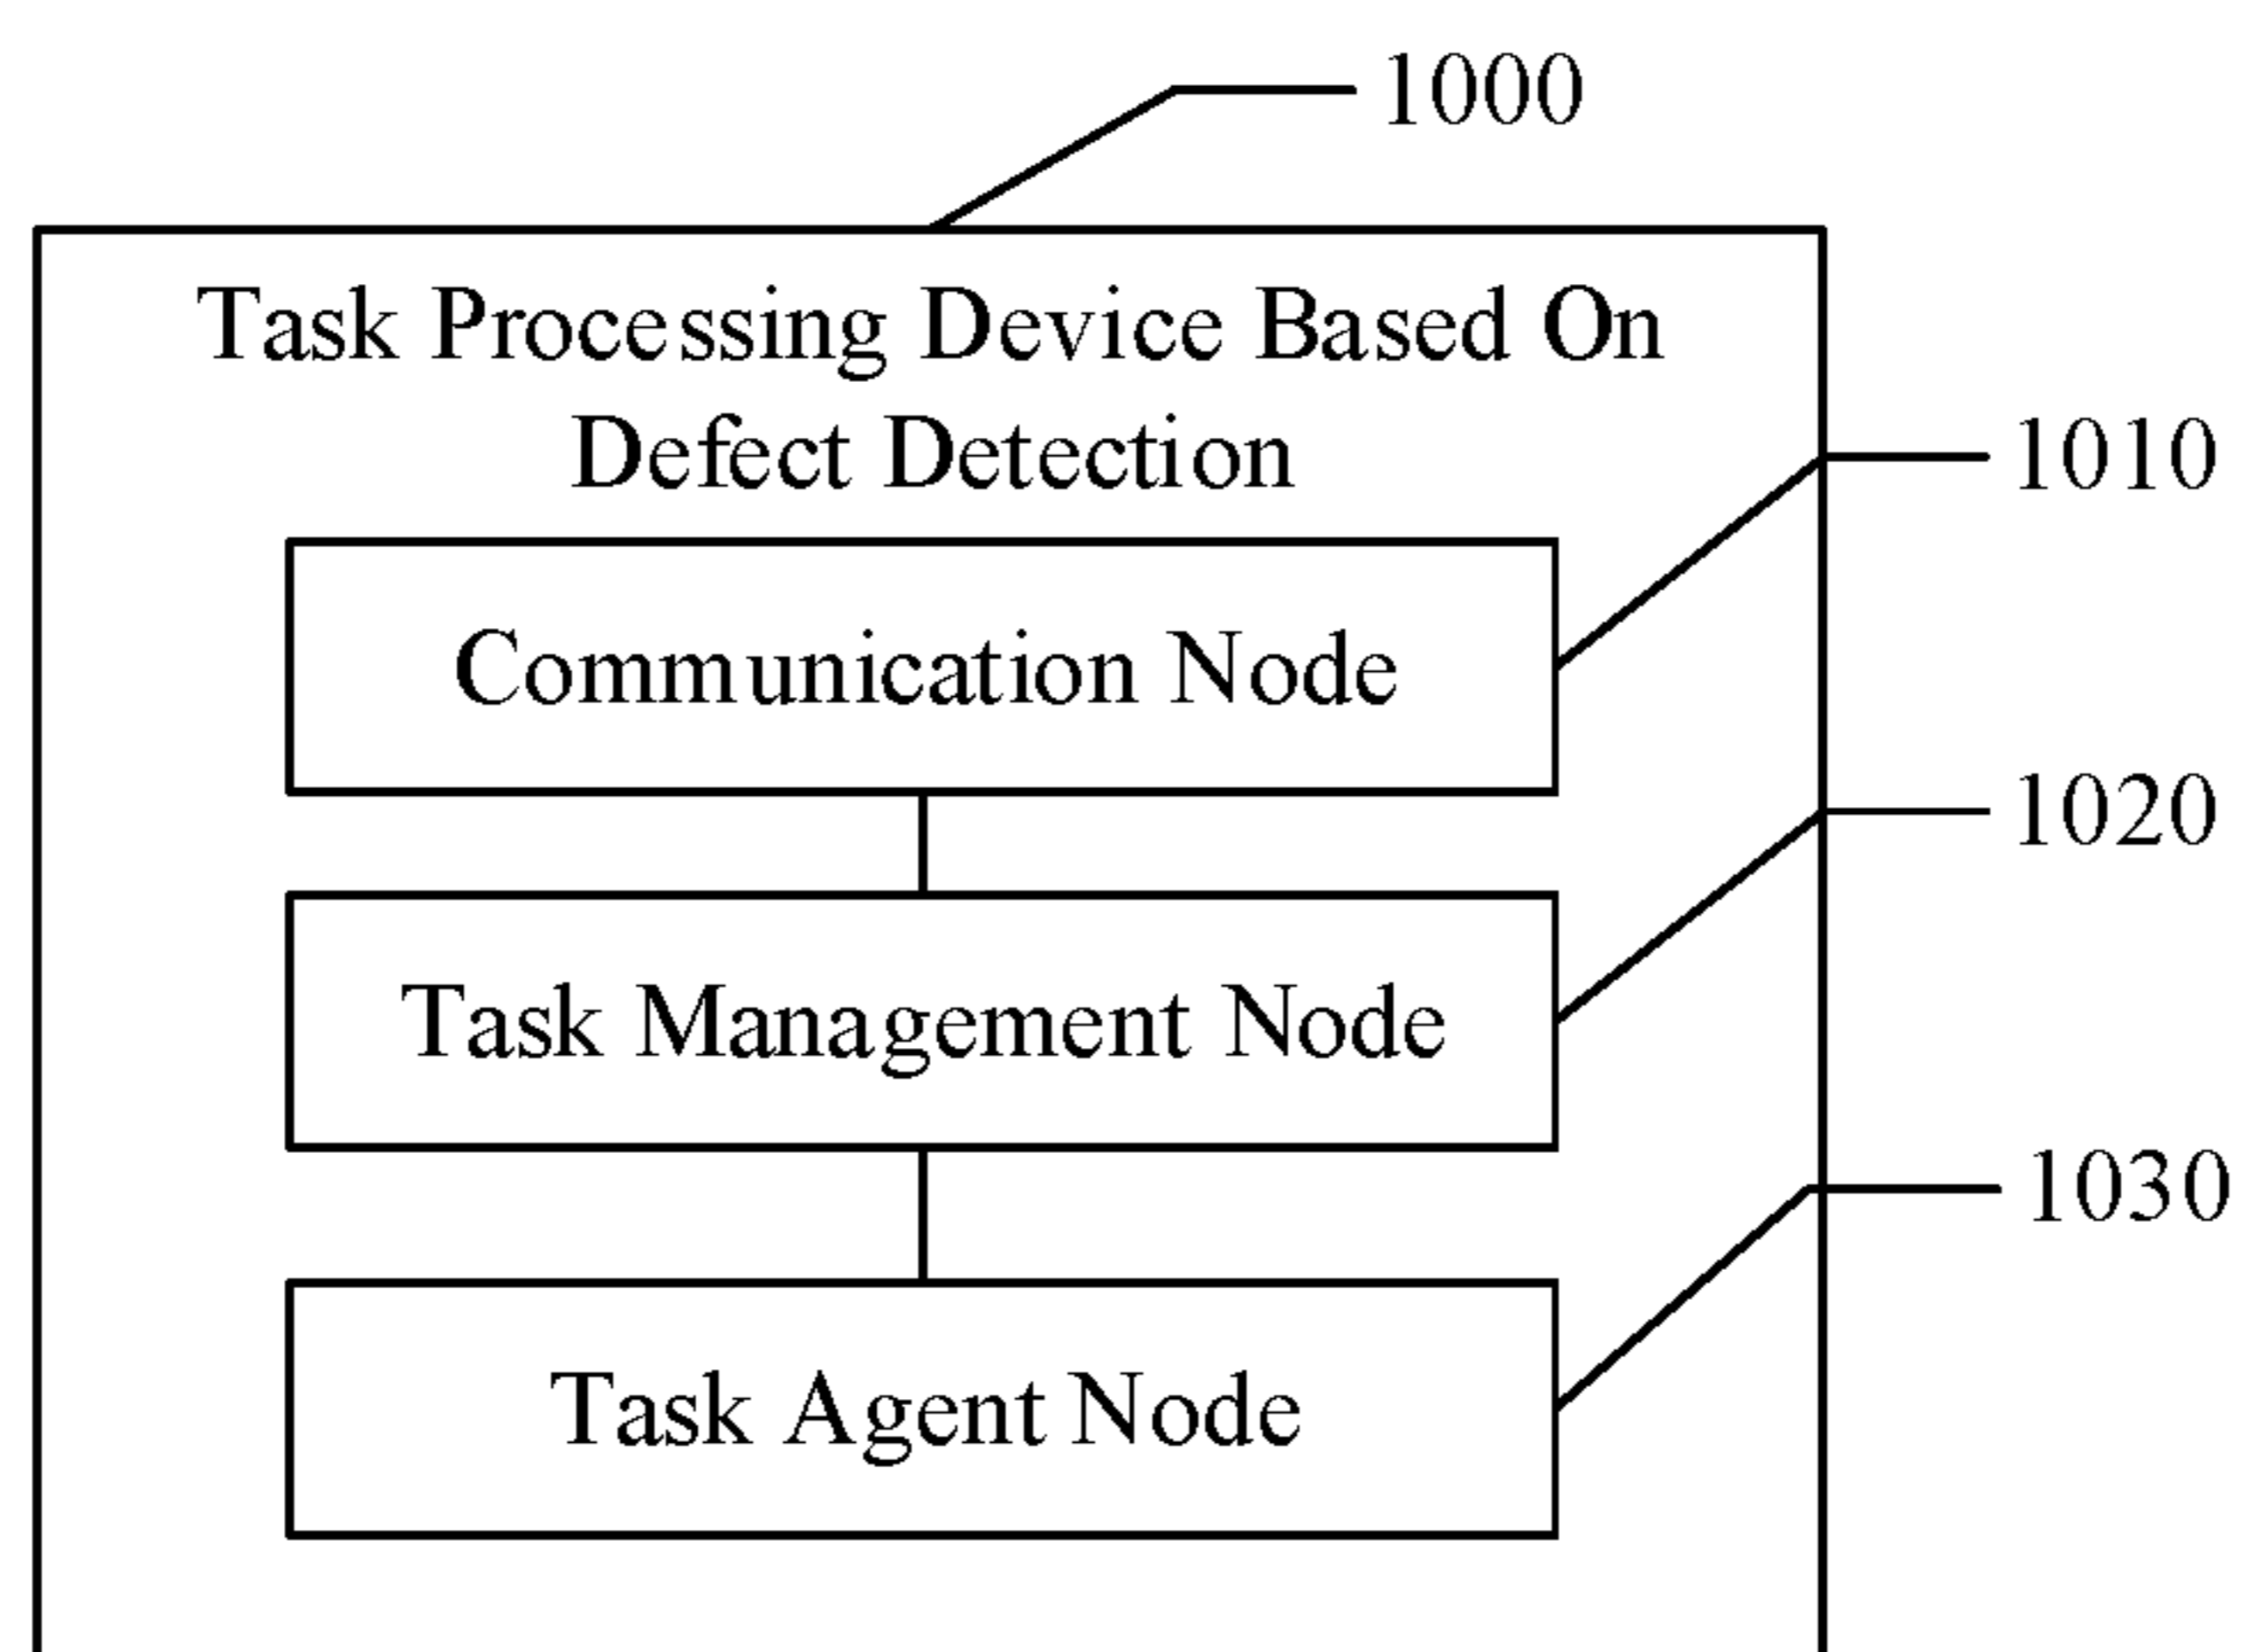 1000
Task Processing Device Based On
Defect Detection
1010
Communication Node
1020
Task Management Node
1030
Task Agent Node